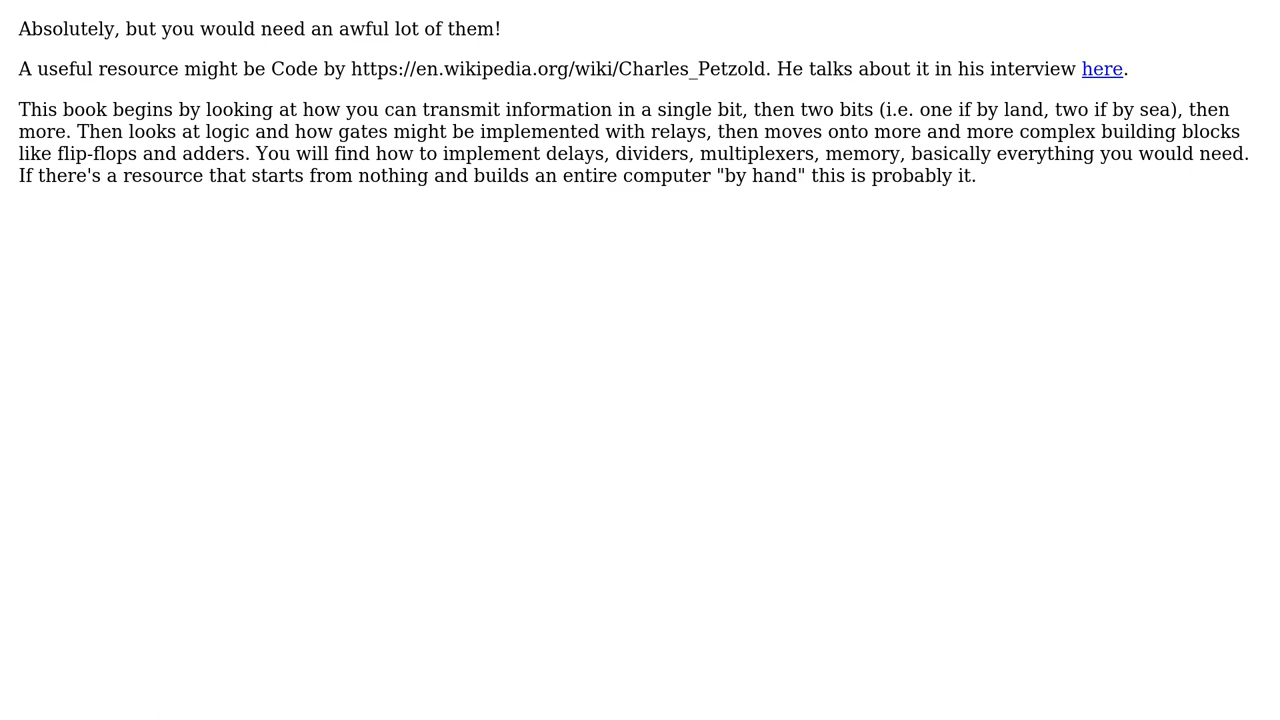 Absolutely, but you would need an awful lot of them!
A useful resource might be Code by https://en.wikipedia.org/wiki/Charles_Petzold. He talks about it in his interview here.
This book begins by looking at how you can transmit information in a single bit, then two bits (i.e. one if by land, two if by sea), then
more. Then looks at logic and how gates might be implemented with relays, then moves onto more and more complex building blocks
like flip-flops and adders. You will find how to implement delays, dividers, multiplexers, memory, basically everything you would need.
If there's a resource that starts from nothing and builds an entire computer "by hand" this is probably it.